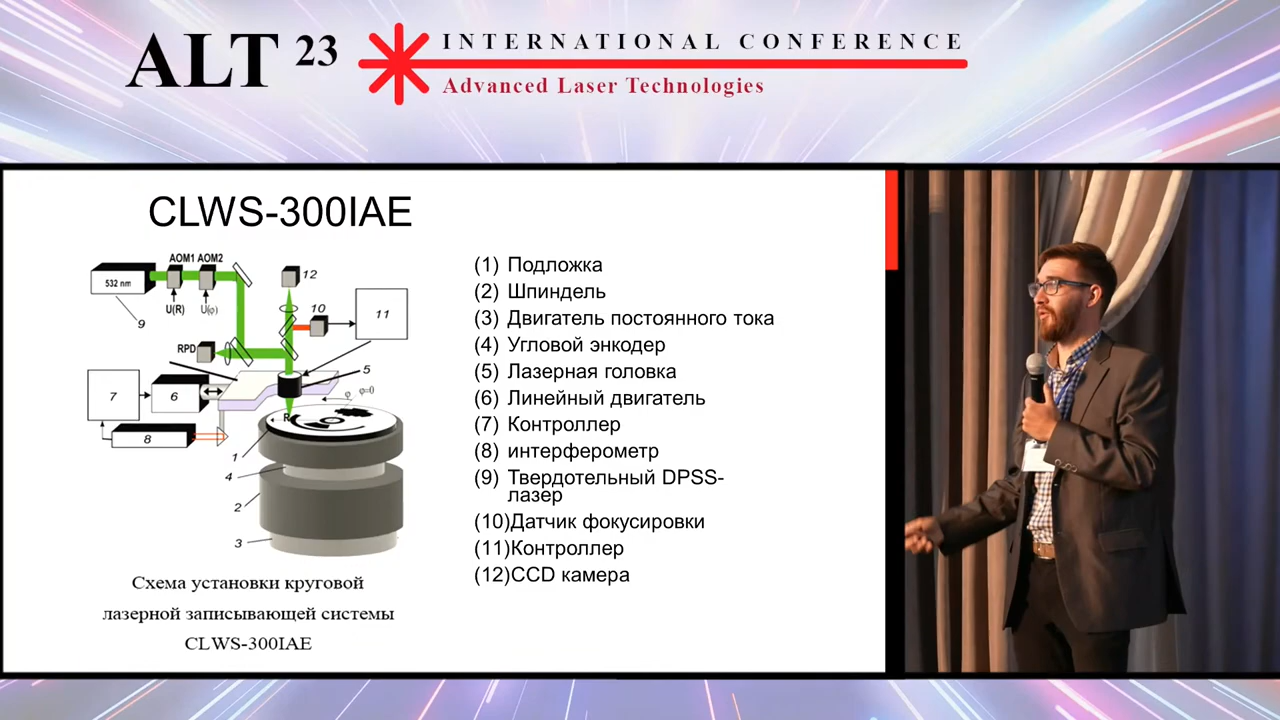 ALT 23
INTERNATIONAL CONFERENCE
Advanced Laser Technologies
CLWS-300IAE
AOM1 AOM2
532 nm
U(R) U(φ)
9
12
10
11
RPD
5
7
6
φ φ=0
R
8
1
4
2
3
Схема установки круговой
лазерной записывающей системы
CLWS-300IAE
(1) Подложка
(2) Шпиндель
(3) Двигатель постоянного тока
(4) Угловой энкодер
(5) Лазерная головка
(6) Линейный двигатель
(7) Контроллер
(8) интерферометр
(9) Твердотельный DPSS-
лазер
(10)Датчик фокусировки
(11)Контроллер
(12)CCD камера